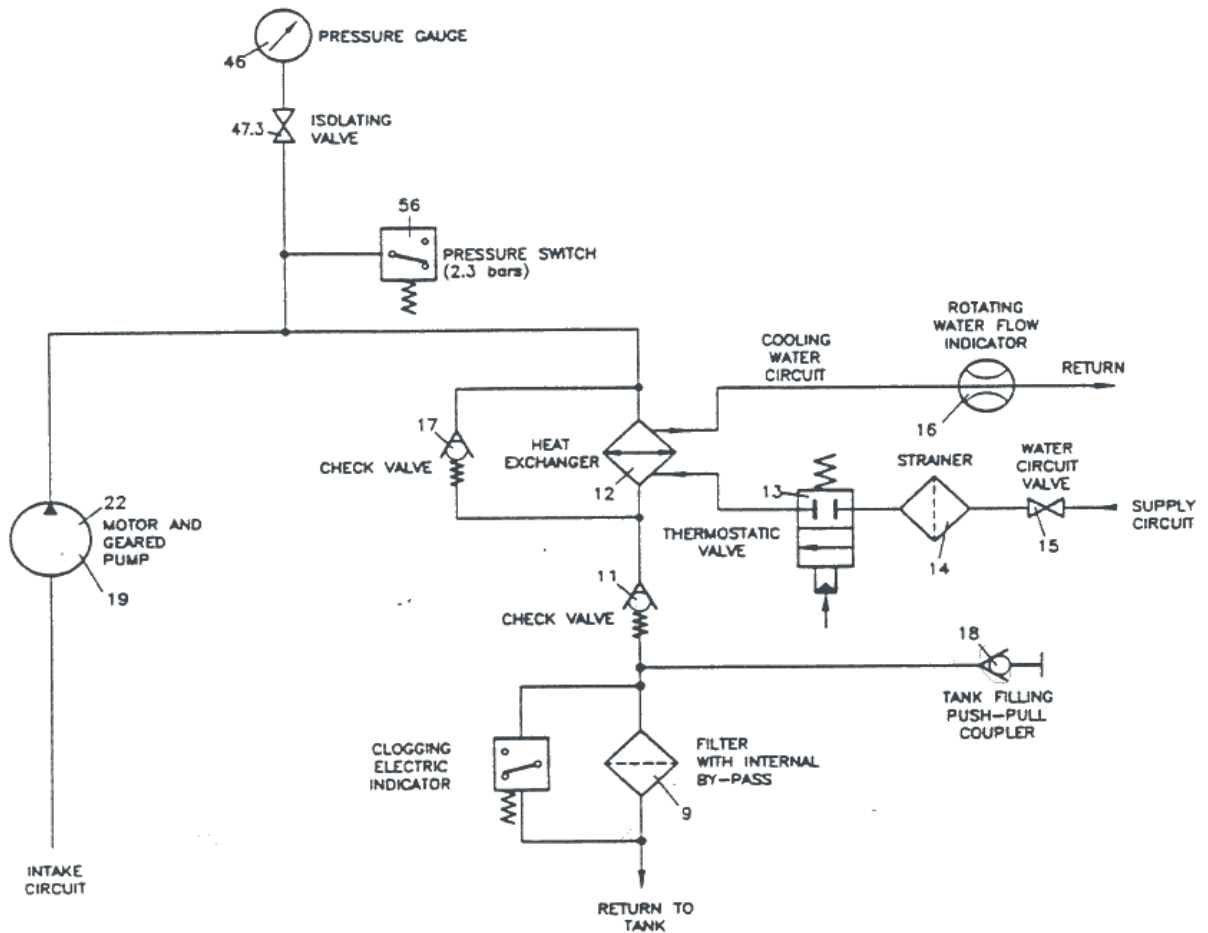 PRESSURE GAUGE
46
47.3
ISOLATING
VALVE
56
PRESSURE SWITCH
(2.3 bars)
ROTATING
WATER FLOW
INDICATOR
COOLING
WATER
CIRCUIT
RETURN
16
17
CHECK VALVE
HEAT
EXCHANGER
12
STRAINER
WATER
CIRCUIT
VALVE
13
THERMOSTATIC
VALVE
14
15
SUPPLY
CIRCUIT
22
MOTOR AND
GEARED
PUMP
19
11
CHECK VALVE
18
TANK FILLING
PUSH-PULL
COUPLER
CLOGGING
ELECTRIC
INDICATOR
FILTER
WITH INTERNAL
BY-PASS
9
INTAKE
CIRCUIT
RETURN TO
TANK